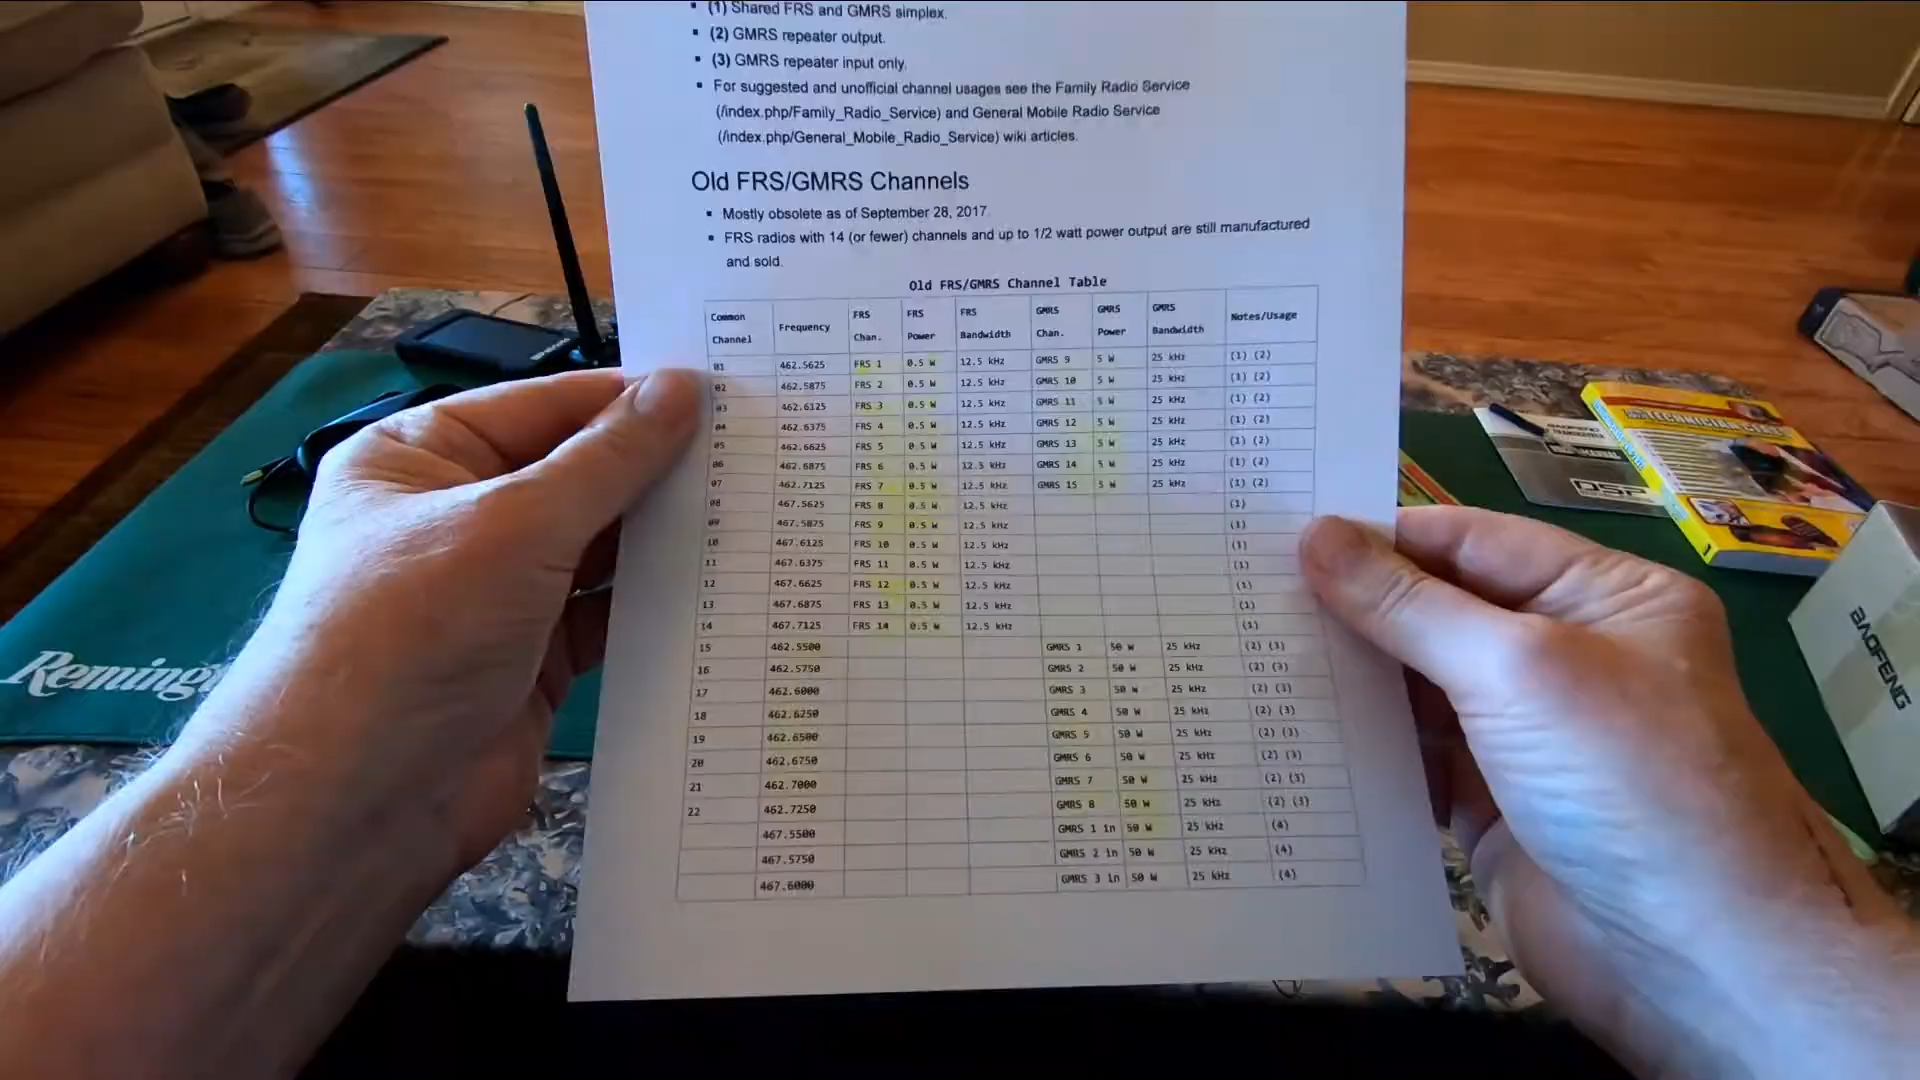 (1) Shared FRS and GMRS simplex.
(2) GMRS repeater output.
(3) GMRS repeater input only.
For suggested and unofficial channel usages see the Family Radio Service
(/index.php/Family_Radio_Service) and General Mobile Radio Service
(/index.php/General_Mobile_Radio_Service) wiki articles.
Old FRS/GMRS Channels
Mostly obsolete as of September 28, 2017.
FRS radios with 14 (or fewer) channels and up to 1/2 watt power output are still manufactured
and sold.
Old FRS/GMRS Channel Table
Common Channel Frequency FRS Chan. FRS Power FRS Bandwidth GMRS Chan. GMRS Power GMRS Bandwidth Notes/Usage
01 462.5625 FRS 1 0.5 W 12.5 kHz GMRS 9 5 W 25 kHz (1) (2)
02 462.5875 FRS 2 0.5 W 12.5 kHz GMRS 10 5 W 25 kHz (1) (2)
03 462.6125 FRS 3 0.5 W 12.5 kHz GMRS 11 5 W 25 kHz (1) (2)
04 462.6375 FRS 4 0.5 W 12.5 kHz GMRS 12 5 W 25 kHz (1) (2)
05 462.6625 FRS 5 0.5 W 12.5 kHz GMRS 13 5 W 25 kHz (1) (2)
06 462.6875 FRS 6 0.5 W 12.5 kHz GMRS 14 5 W 25 kHz (1) (2)
07 462.7125 FRS 7 0.5 W 12.5 kHz GMRS 15 5 W 25 kHz (1) (2)
08 467.5625 FRS 8 0.5 W 12.5 kHz (1)
09 467.5875 FRS 9 0.5 W 12.5 kHz (1)
10 467.6125 FRS 10 0.5 W 12.5 kHz (1)
11 467.6375 FRS 11 0.5 W 12.5 kHz (1)
12 467.6625 FRS 12 0.5 W 12.5 kHz (1)
13 467.6875 FRS 13 0.5 W 12.5 kHz (1)
14 467.7125 FRS 14 0.5 W 12.5 kHz (1)
15 462.5500 GMRS 1 50 W 25 kHz (2) (3)
16 462.5750 GMRS 2 50 W 25 kHz (2) (3)
17 462.6000 GMRS 3 50 W 25 kHz (2) (3)
18 462.6250 GMRS 4 50 W 25 kHz (2) (3)
19 462.6500 GMRS 5 50 W 25 kHz (2) (3)
20 462.6750 GMRS 6 50 W 25 kHz (2) (3)
21 462.7000 GMRS 7 50 W 25 kHz (2) (3)
22 462.7250 GMRS 8 50 W 25 kHz (2) (3)
467.5500 GMRS 1 in 50 W 25 kHz (4)
467.5750 GMRS 2 in 50 W 25 kHz (4)
467.6000 GMRS 3 in 50 W 25 kHz (4)
Reming
DSP
BAOFENG